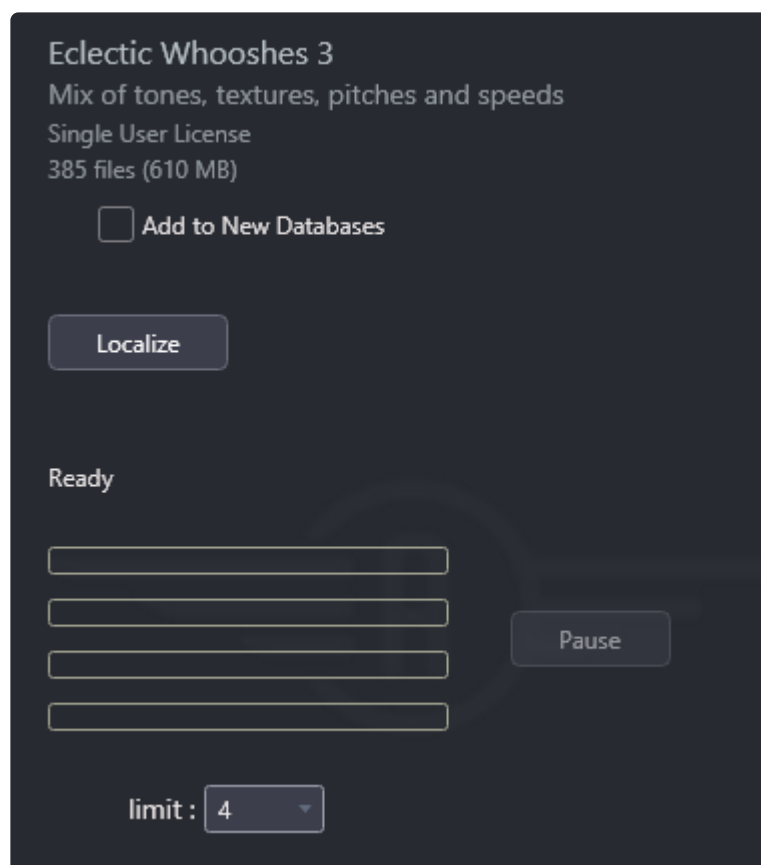 Eclectic Whooshes 3
Mix of tones, textures, pitches and speeds
Single User License
385 files (610 MB)
Add to New Databases
Localize
Ready
Pause
limit : 4